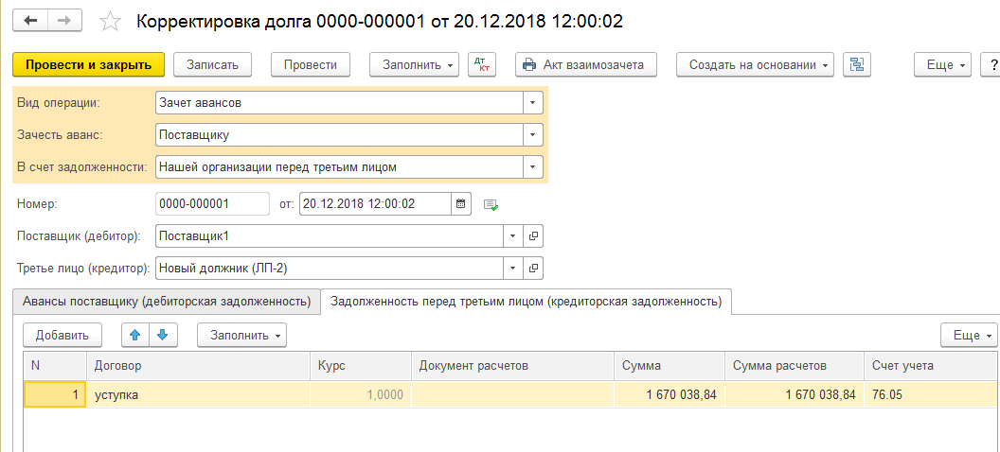 Корректировка долга 0000-000001 от 20.12.2018 12:00:02
Провести и закрыть Записать Провести Заполнить Дт Кт Акт взаимозачета Создать на основании Еще ?
Вид операции: Зачет авансов
Зачесть аванс: Поставщику
В счет задолженности: Нашей организации перед третьим лицом
Номер: 0000-000001 от: 20.12.2018 12:00:02
Поставщик (дебитор): Поставщик1
Третье лицо (кредитор): Новый должник (ЛП-2)
Авансы поставщику (дебиторская задолженность) Задолженность перед третьим лицом (кредиторская задолженность)
Добавить Заполнить Еще
N Договор Курс Документ расчетов Сумма Сумма расчетов Счет учета
1 уступка 1,0000 1 670 038,84 1 670 038,84 76.05